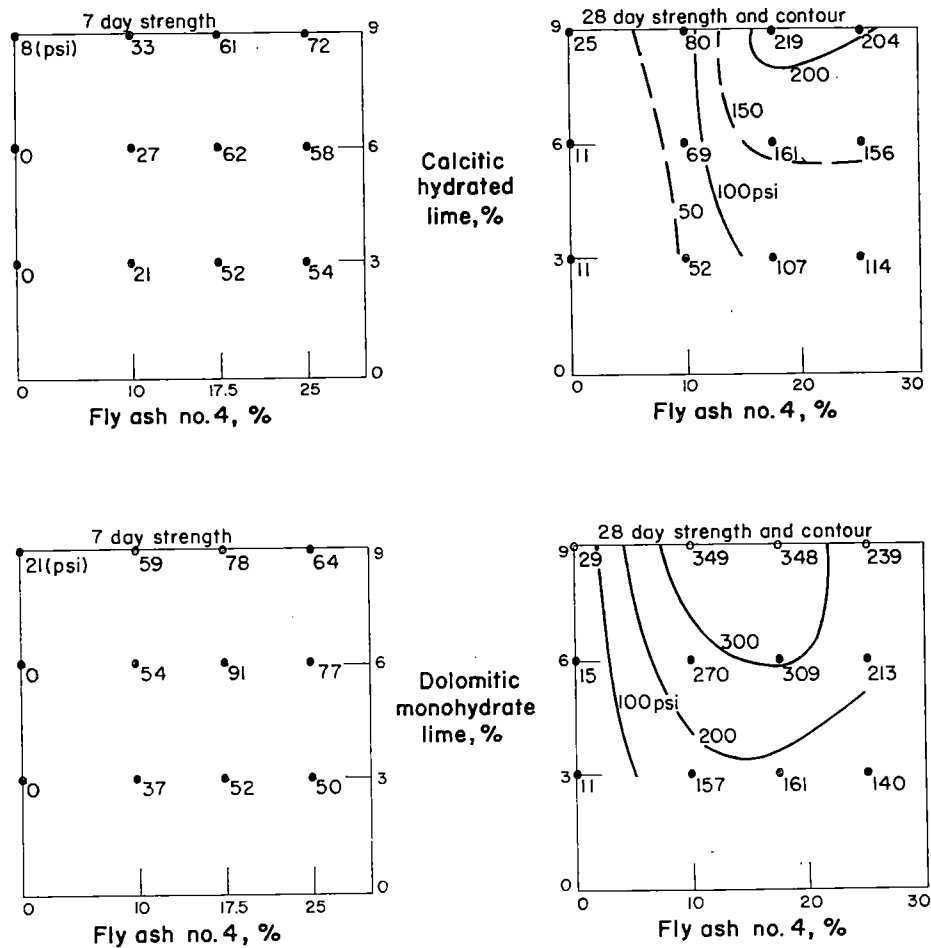 7 day strength
8(psi) 33 61 72 9
0 27 62 58 6
0 21 52 54 3
0
0 10 17.5 25
Fly ash no. 4, %
Calcitic
hydrated
lime, %
28 day strength and contour
9 25 80 219 204
200
150
6 11 69 161 156
100psi
50
3 11 52 107 114
0
0 10 20 30
Fly ash no. 4, %
7 day strength
21(psi) 59 78 64 9
0 54 91 77 6
0 37 52 50 3
0
0 10 17.5 25
Fly ash no. 4, %
Dolomitic
monohydrate
lime, %
28 day strength and contour
9 29 349 348 239
300
6 15 270 309 213
100psi
200
3 11 157 161 140
0
0 10 20 30
Fly ash no. 4, %